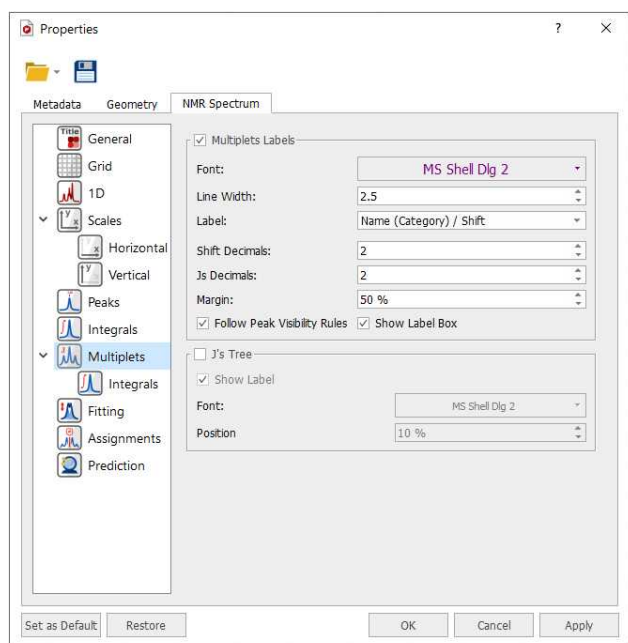 Properties
?
Metadata Geometry NMR Spectrum
General
Grid
1D
Scales
Horizontal
Vertical
Peaks
Integrals
Multiplets
Integrals
Fitting
Assignments
Prediction
Multiplets Labels
Font: MS Shell Dlg 2
Line Width: 2.5
Label: Name (Category) / Shift
Shift Decimals: 2
Js Decimals: 2
Margin: 50 %
Follow Peak Visibility Rules Show Label Box
J's Tree
Show Label
Font: MS Shell Dlg 2
Position 10 %
Set as Default Restore OK Cancel Apply